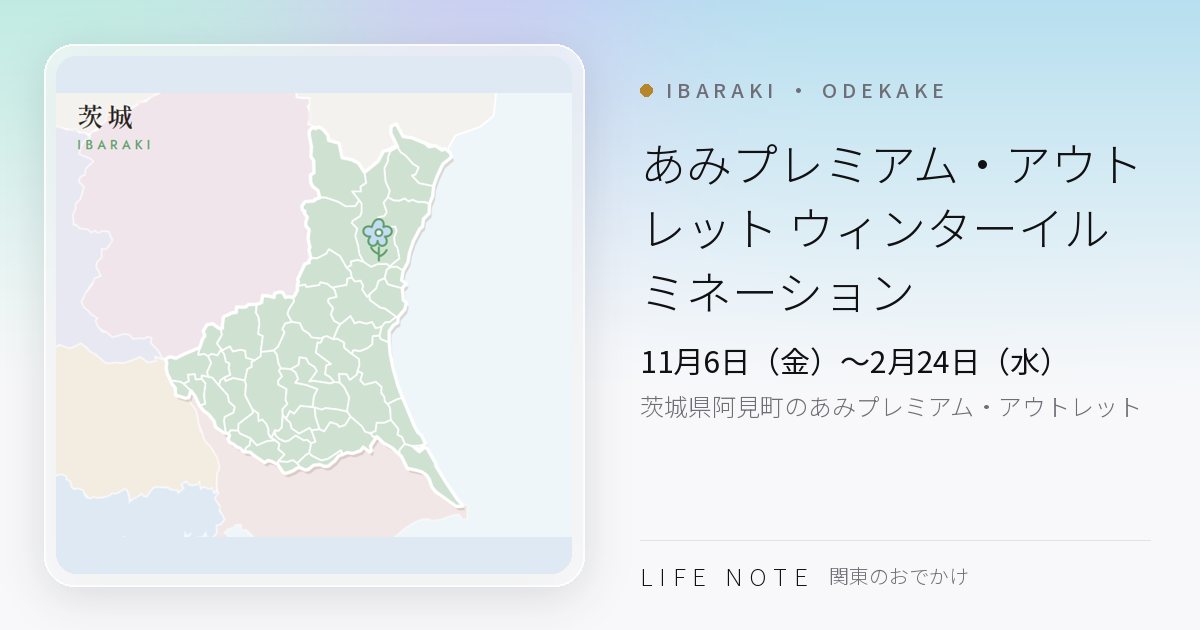 茨城
IBARAKI
IBARAKI ・ ODEKAKE
あみプレミアム・アウト
レット ウィンターイル
ミネーション
11月6日（金）〜2月24日（水）
茨城県阿見町のあみプレミアム・アウトレット
LIFE NOTE 関東のおでかけ